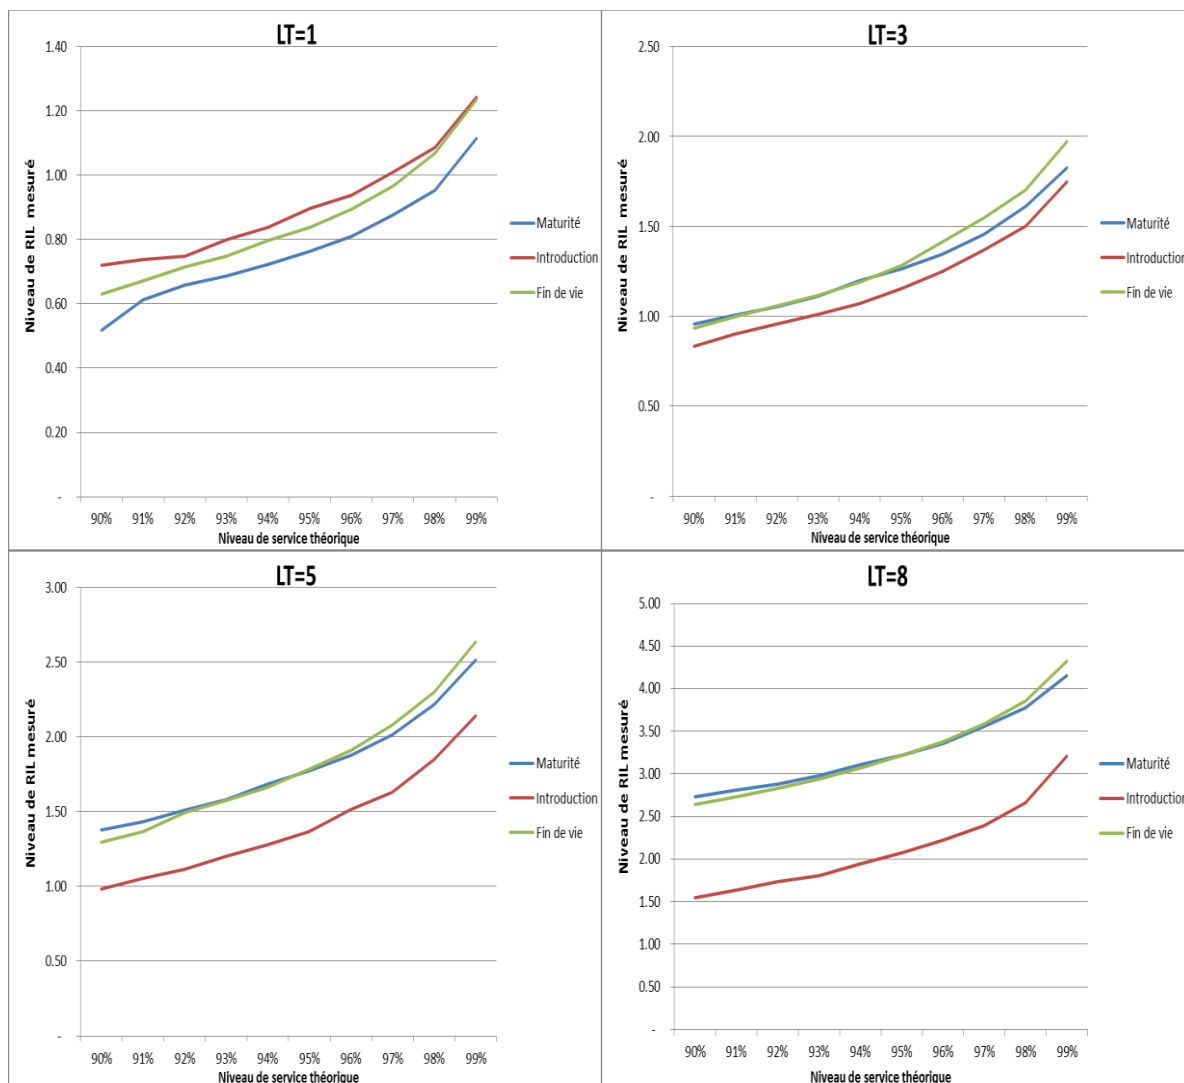 LT=1
Niveau de RIL mesuré
1.40
1.20
1.00
0.80
0.60
0.40
0.20
-
90% 91% 92% 93% 94% 95% 96% 97% 98% 99%
Niveau de service théorique
Maturité
Introduction
Fin de vie
LT=3
Niveau de RIL mesuré
2.50
2.00
1.50
1.00
0.50
-
90% 91% 92% 93% 94% 95% 96% 97% 98% 99%
Niveau de service théorique
Maturité
Introduction
Fin de vie
LT=5
Niveau de RIL mesuré
3.00
2.50
2.00
1.50
1.00
0.50
-
90% 91% 92% 93% 94% 95% 96% 97% 98% 99%
Niveau de service théorique
Maturité
Introduction
Fin de vie
LT=8
Niveau de RIL mesuré
5.00
4.50
4.00
3.50
3.00
2.50
2.00
1.50
1.00
0.50
-
90% 91% 92% 93% 94% 95% 96% 97% 98% 99%
Niveau de service théorique
Maturité
Introduction
Fin de vie